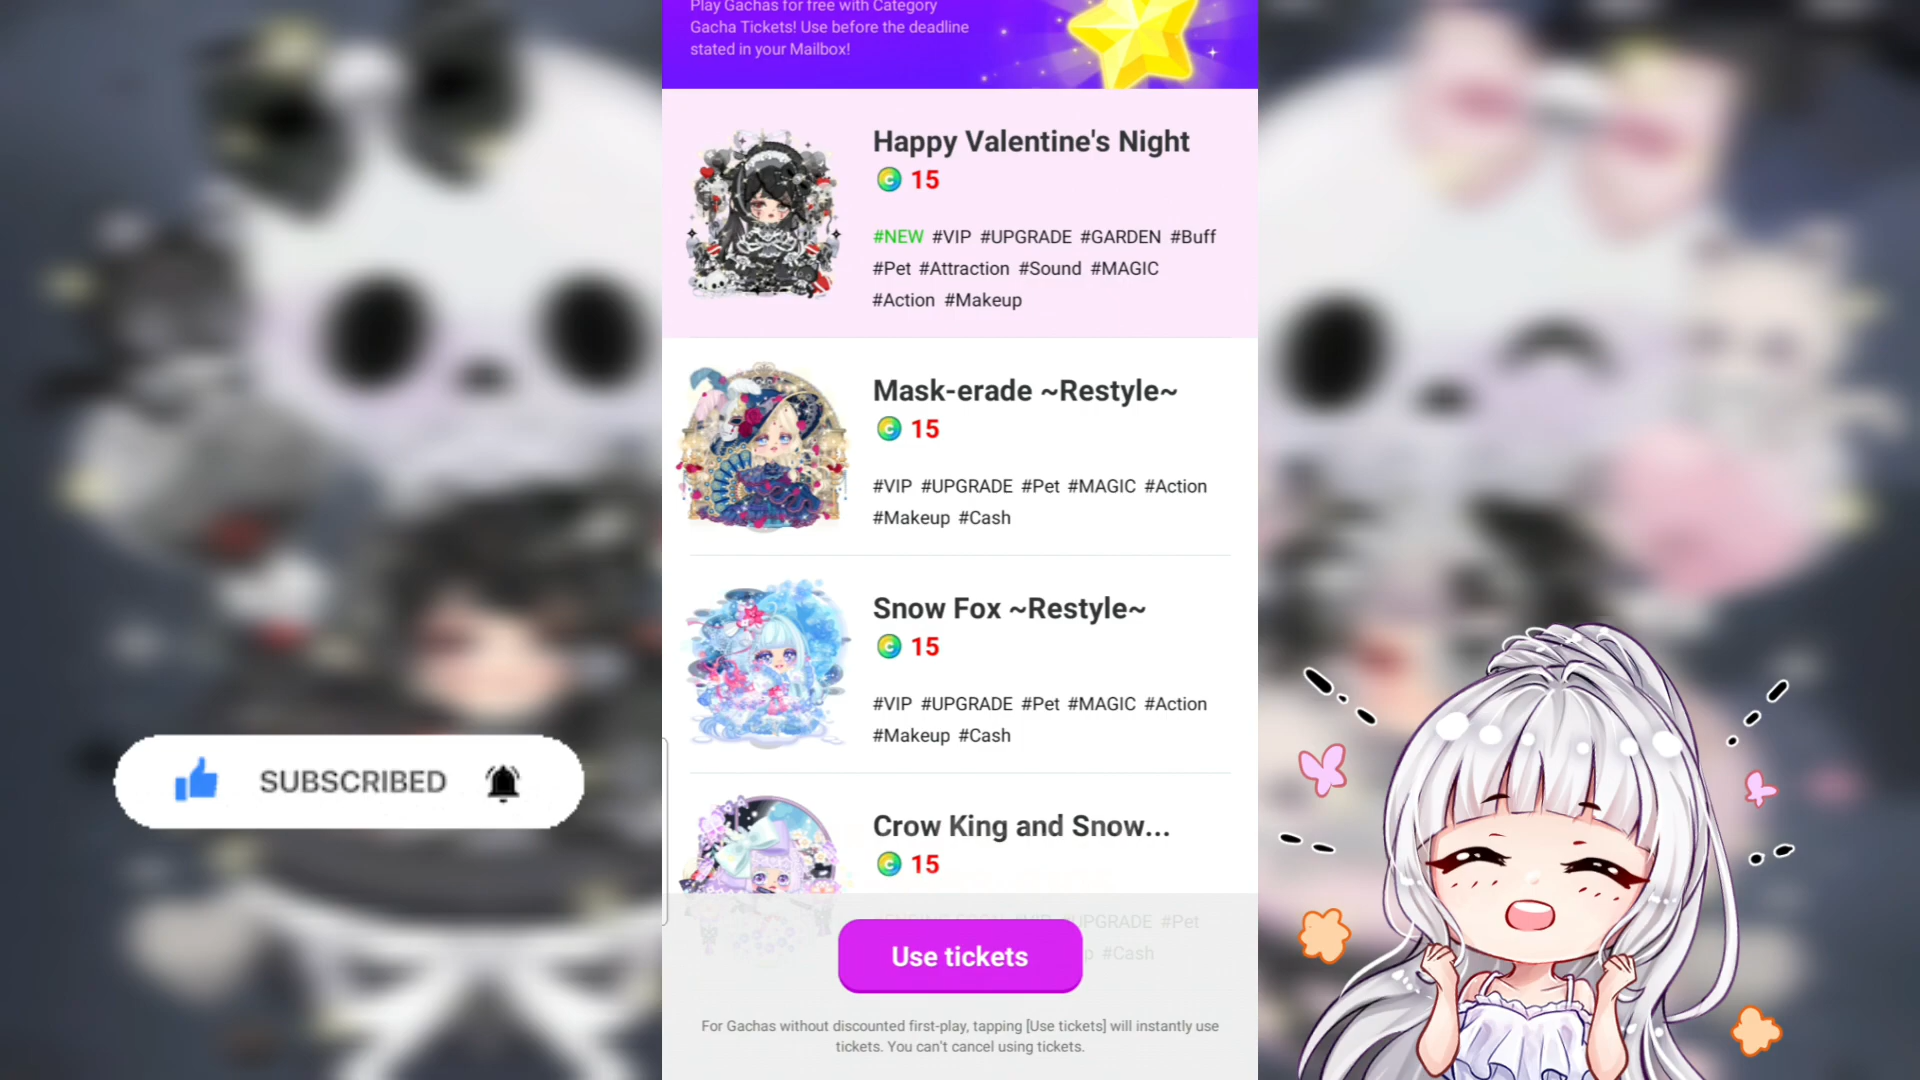 Play Gachas for free with Category
Gacha Tickets! Use before the deadline
stated in your Mailbox!
Happy Valentine's Night
C 15
#NEW #VIP #UPGRADE #GARDEN #Buff
#Pet #Attraction #Sound #MAGIC
#Action #Makeup
Mask-erade ~Restyle~
C 15
#VIP #UPGRADE #Pet #MAGIC #Action
#Makeup #Cash
Snow Fox ~Restyle~
C 15
#VIP #UPGRADE #Pet #MAGIC #Action
#Makeup #Cash
SUBSCRIBED
Crow King and Snow...
C 15
#VIP #UPGRADE #Pet
#Cash
Use tickets
For Gachas without discounted first-play, tapping [Use tickets] will instantly use
tickets. You can't cancel using tickets.